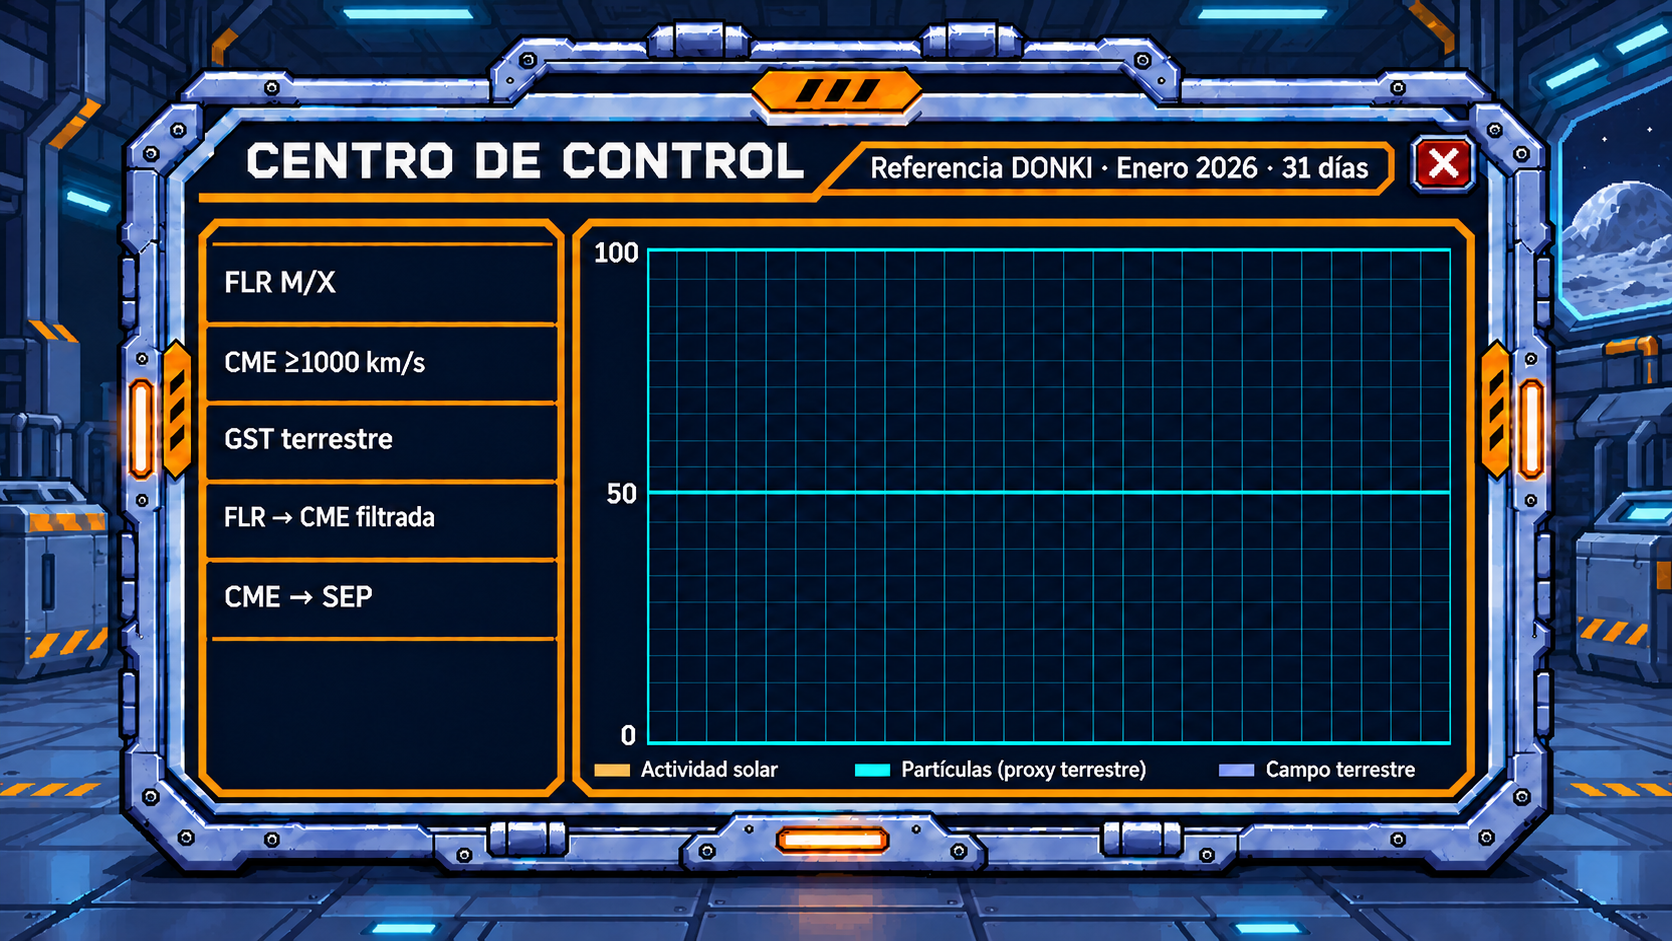 CENTRO DE CONTROL
Referencia DONKI · Enero 2026 · 31 días
FLR M/X
CME ≥1000 km/s
GST terrestre
FLR → CME filtrada
CME → SEP
100
50
0
Actividad solar
Partículas (proxy terrestre)
Campo terrestre